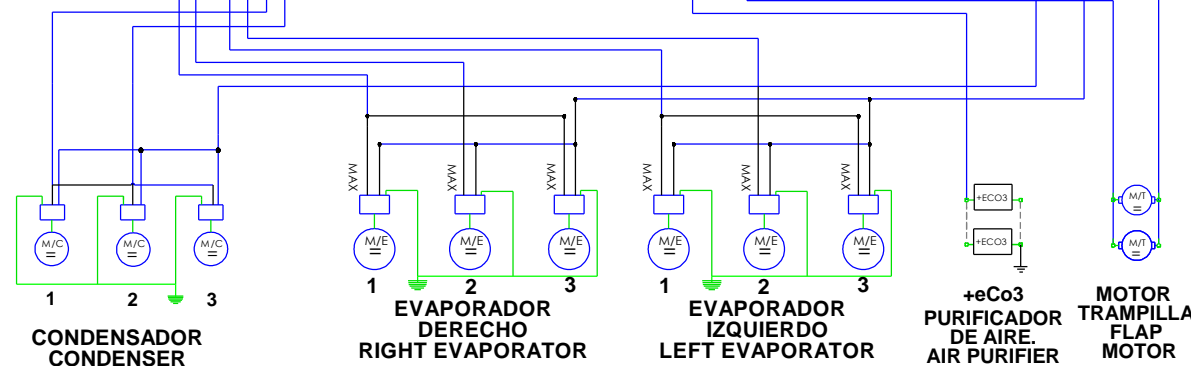 MAX
MAX
MAX
MAX
MAX
MAX
+ECO3
M/T
=
M/C
=
M/C
=
M/C
=
M/E
=
M/E
=
M/E
=
M/E
=
M/E
=
M/E
=
+ECO3
M/T
=
1
2
3
1
2
3
1
2
3
CONDENSADOR
CONDENSER
EVAPORADOR
DERECHO
RIGHT EVAPORATOR
EVAPORADOR
IZQUIERDO
LEFT EVAPORATOR
+eCo3
PURIFICADOR
DE AIRE.
AIR PURIFIER
MOTOR
TRAMPILLA
FLAP
MOTOR